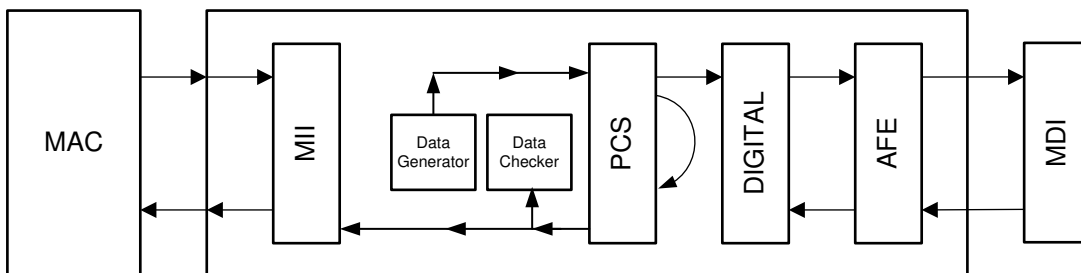 MAC
MII
Data
Generator
Data
Checker
PCS
DIGITAL
AFE
MDI